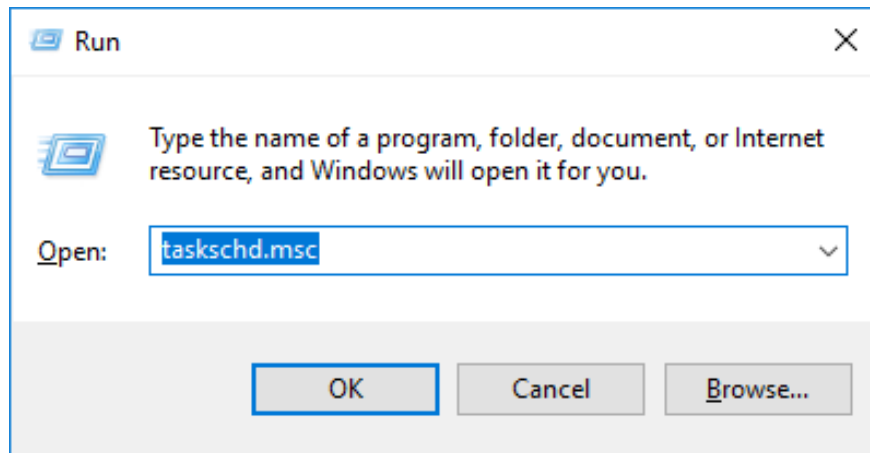 Run
Type the name of a program, folder, document, or Internet
resource, and Windows will open it for you.
Open: taskschd.msc
OK Cancel Browse...